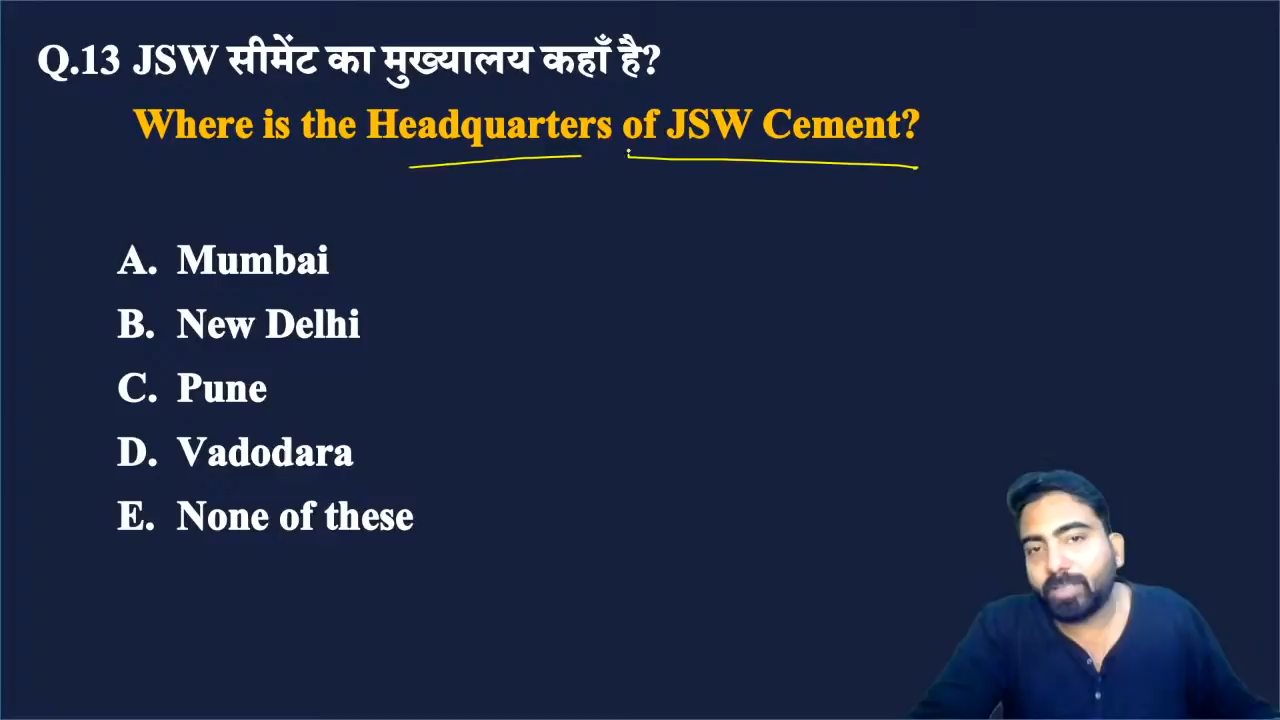 Q.13 JSW सीमेंट का मुख्यालय कहाँ है?
Where is the Headquarters of JSW Cement?
A. Mumbai
B. New Delhi
C. Pune
D. Vadodara
E. None of these